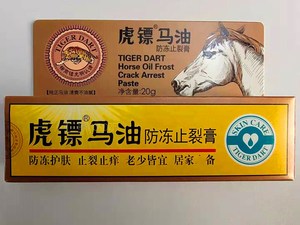 TIGER DART
虎镖®马油
防冻止裂膏
TIGER DART
Horse Oil Frost
Crack Arrest
Paste
净含量:20g
虎镖®马油 防冻止裂膏
防冻护肤 止裂止痒 老少皆宜 居家 备
SKIN CARE
TIGER DART